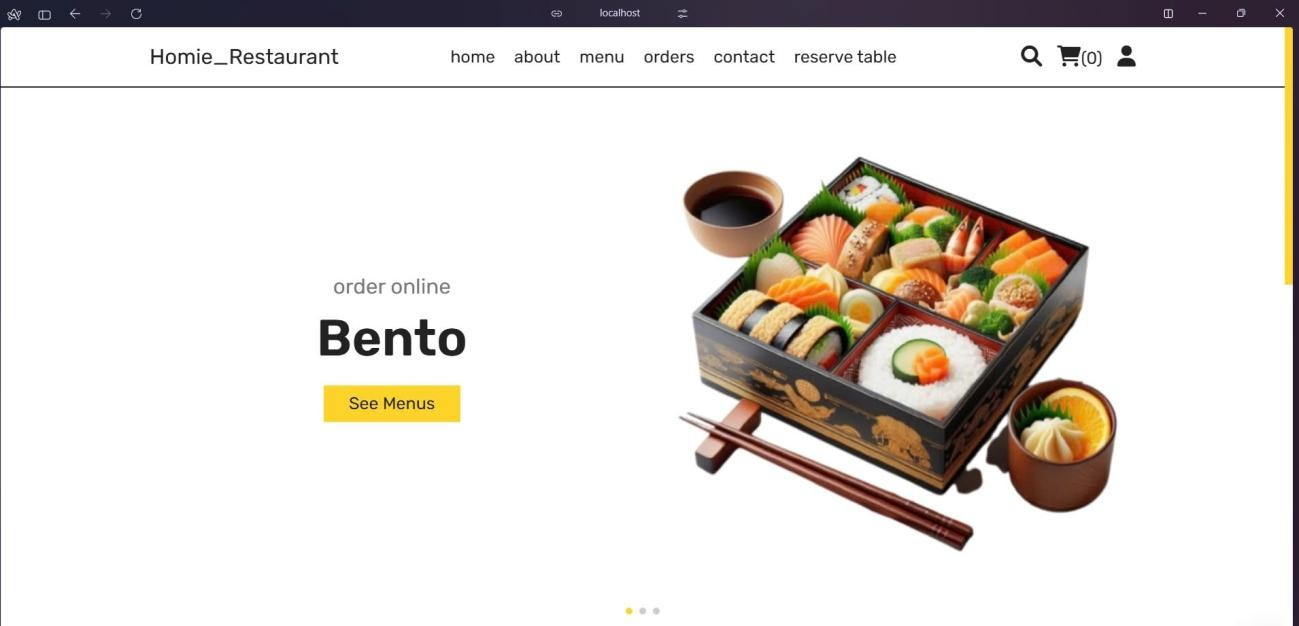 localhost
Homie_Restaurant
home about menu orders contact reserve table
(0)
order online
Bento
See Menus